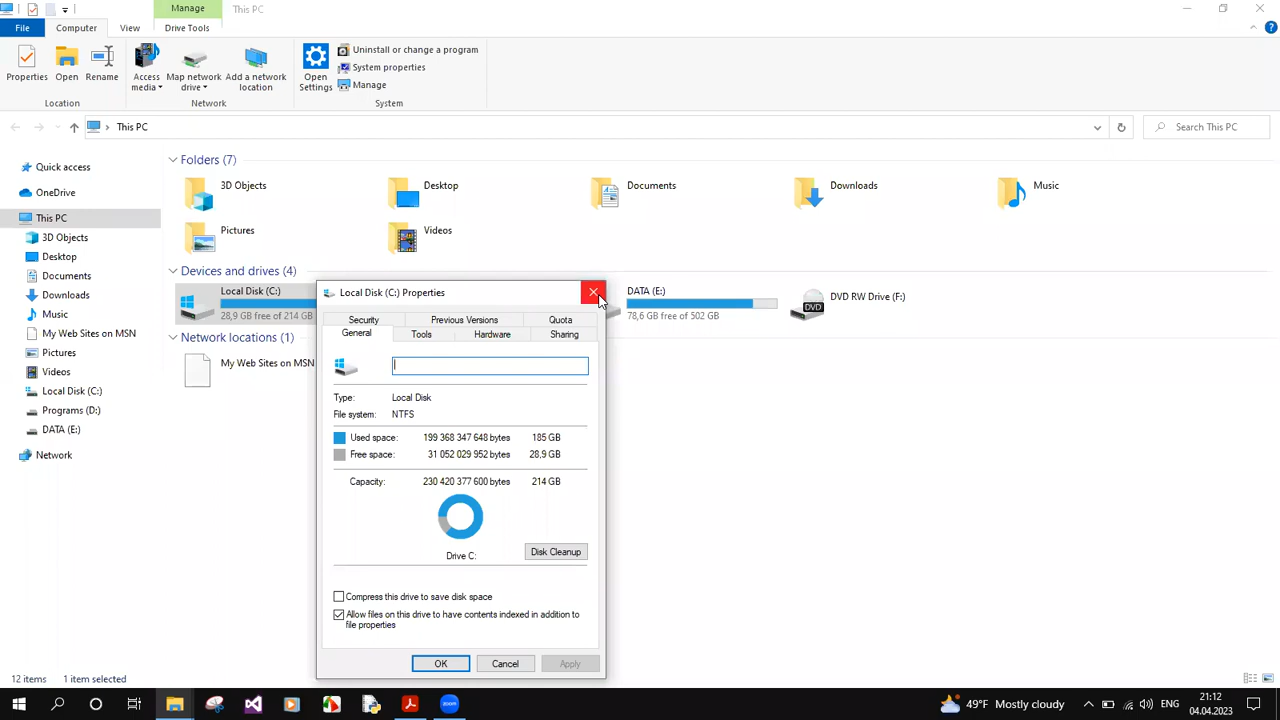 Manage
This PC
File
Computer
View
Drive Tools
Properties
Open
Rename
Access media
Map network drive
Add a network location
Open Settings
Uninstall or change a program
System properties
Manage
Location
Network
System
This PC
Search This PC
Quick access
OneDrive
This PC
3D Objects
Desktop
Documents
Downloads
Music
My Web Sites on MSN
Pictures
Videos
Local Disk (C:)
Programs (D:)
DATA (E:)
Network
Folders (7)
3D Objects
Desktop
Documents
Downloads
Music
Pictures
Videos
Devices and drives (4)
Local Disk (C:)
28,9 GB free of 214 GB
DATA (E:)
78,6 GB free of 502 GB
DVD RW Drive (F:)
DVD
Network locations (1)
My Web Sites on MSN
Local Disk (C:) Properties
Security
Previous Versions
Quota
General
Tools
Hardware
Sharing
Type:
Local Disk
File system:
NTFS
Used space:
199 368 347 648 bytes
185 GB
Free space:
31 052 029 952 bytes
28,9 GB
Capacity:
230 420 377 600 bytes
214 GB
Drive C:
Disk Cleanup
Compress this drive to save disk space
Allow files on this drive to have contents indexed in addition to
file properties
OK
Cancel
Apply
12 items
1 item selected
zoom
49°F Mostly cloudy
ENG
21:12
04.04.2023